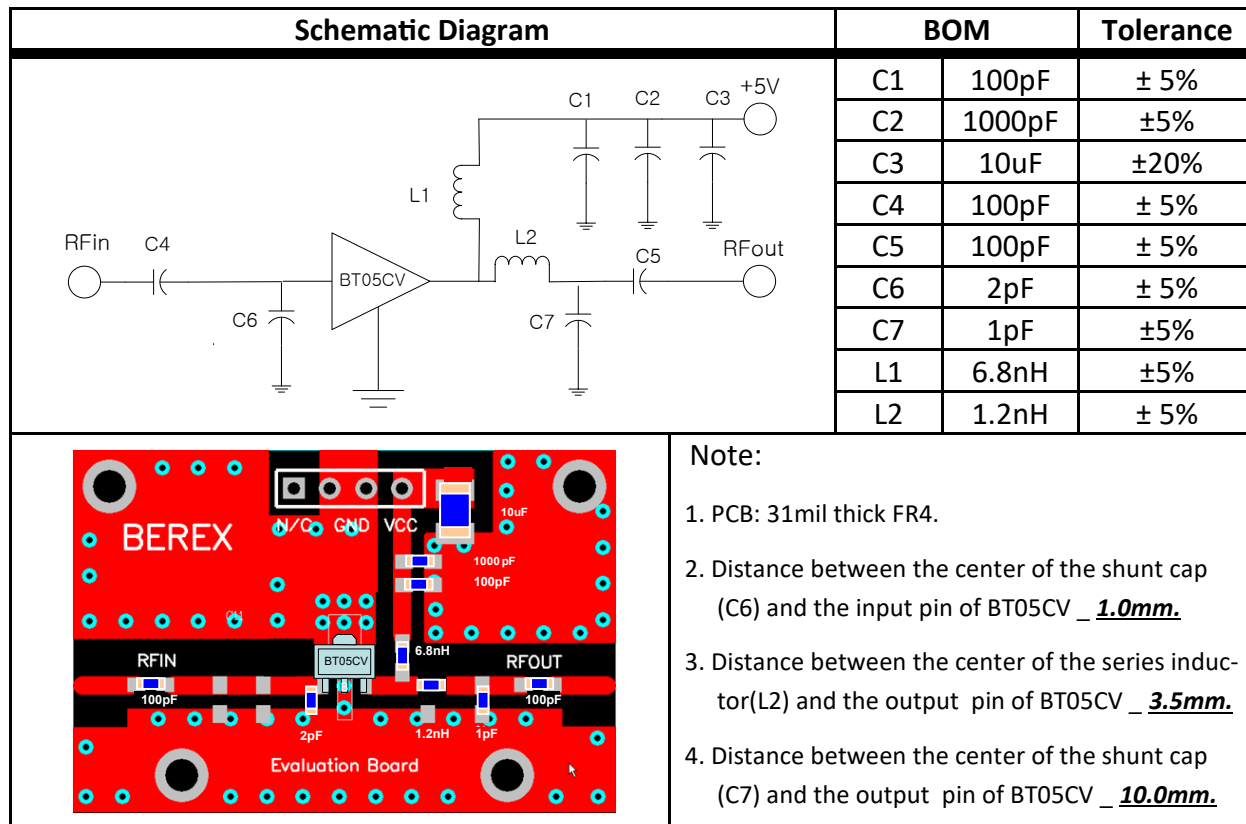 Schematic Diagram
BOM
Tolerance
C1 100pF ± 5%
C2 1000pF ±5%
C3 10uF ±20%
C4 100pF ± 5%
C5 100pF ± 5%
C6 2pF ± 5%
C7 1pF ±5%
L1 6.8nH ±5%
L2 1.2nH ± 5%
C1 C2 C3 +5V
L1
RFin C4
L2
C5
RFout
BT05CV
C6
C7
BEREX
N/C GND VCC
10uF
1000pF
100pF
6.8nH
RFIN
BT05CV
RFOUT
100pF
100pF
2pF
1.2nH
1pF
Evaluation Board
Note:
1. PCB: 31mil thick FR4.
2. Distance between the center of the shunt cap
(C6) and the input pin of BT05CV _ 1.0mm.
3. Distance between the center of the series induc-
tor(L2) and the output pin of BT05CV _ 3.5mm.
4. Distance between the center of the shunt cap
(C7) and the output pin of BT05CV _ 10.0mm.